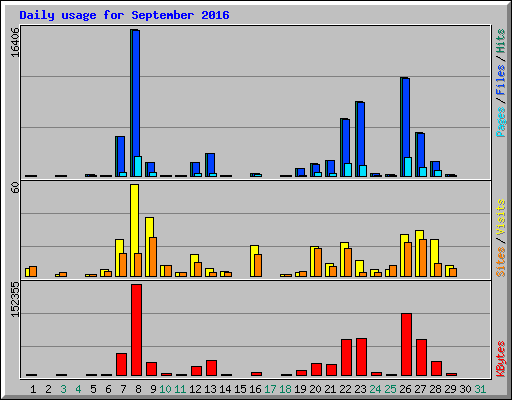 Daily usage for September 2016
16406
60
152355
Pages / Files / Hits
Sites / Visits
KBytes
1 2 3 4 5 6 7 8 9 10 11 12 13 14 15 16 17 18 19 20 21 22 23 24 25 26 27 28 29 30 31